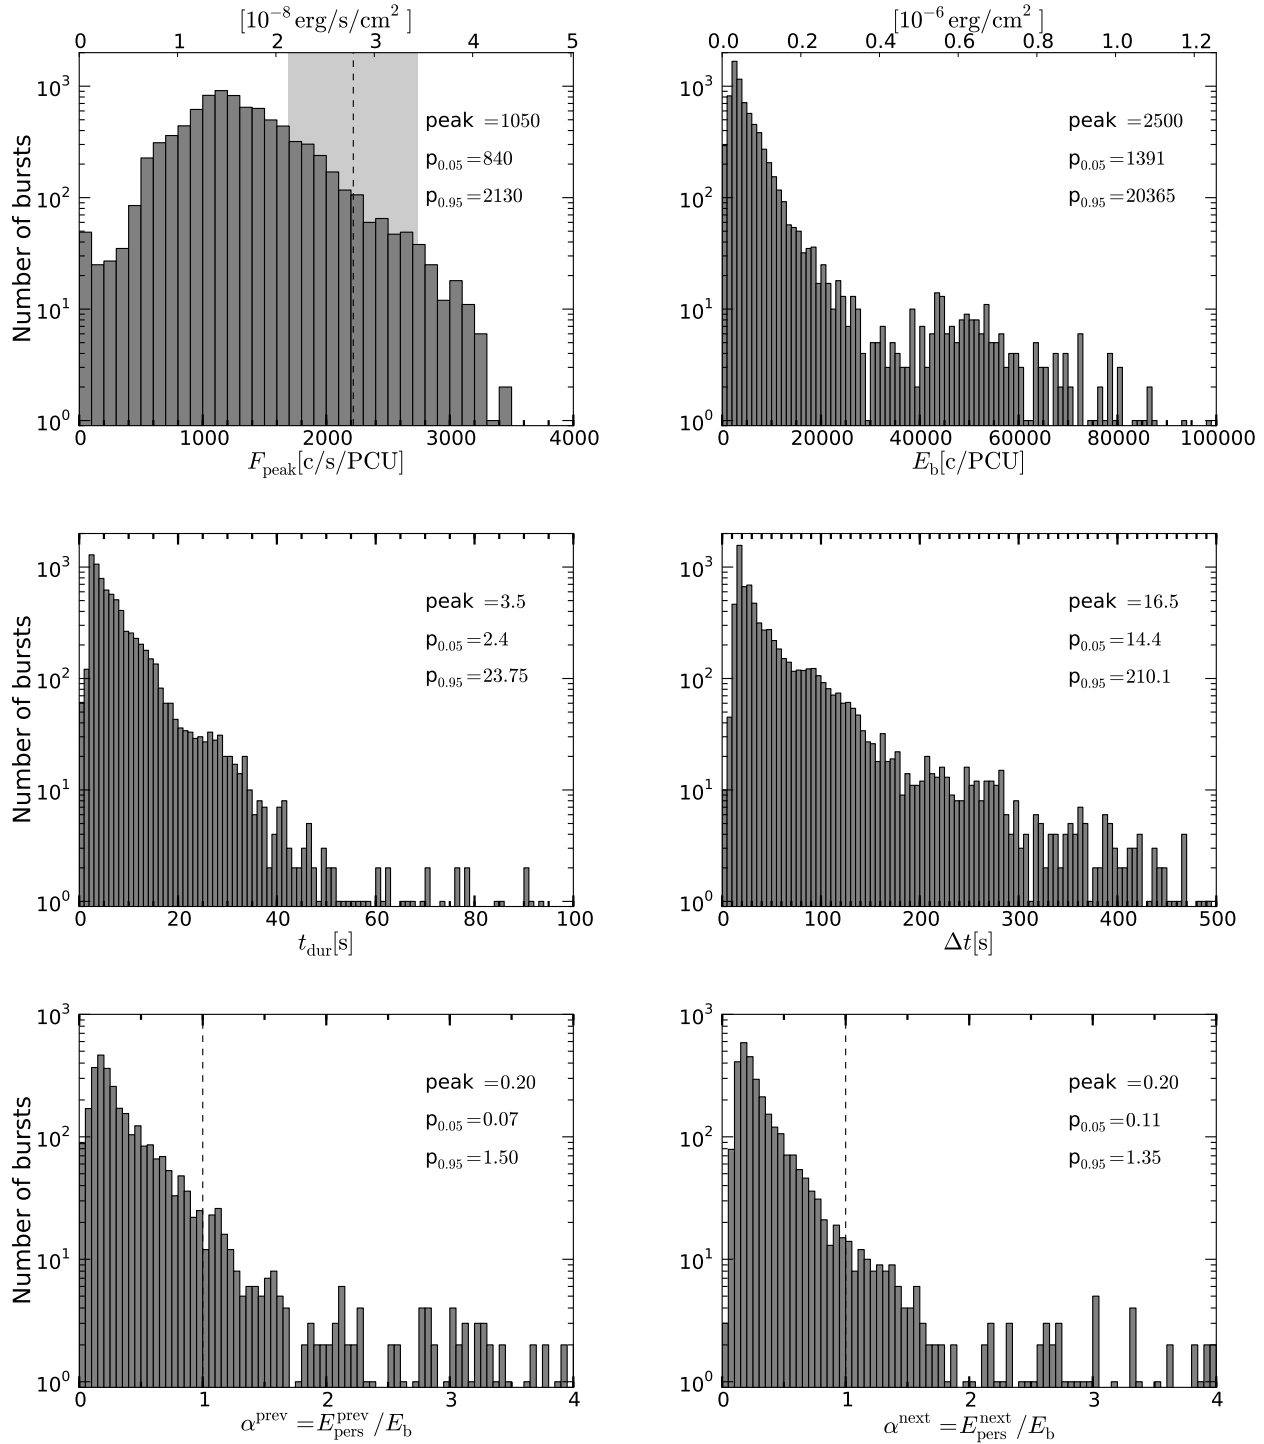 [10⁻⁸ erg/s/cm² ]
0 1 2 3 4 5
Number of bursts
10³
10²
10¹
10⁰
peak =1050
p0.05=840
p0.95=2130
0 1000 2000 3000 4000
Fpeak[c/s/PCU]
[10⁻⁶ erg/cm² ]
0.0 0.2 0.4 0.6 0.8 1.0 1.2
10³
10²
10¹
10⁰
peak =2500
p0.05=1391
p0.95=20365
0 20000 40000 60000 80000 100000
Eb[c/PCU]
Number of bursts
10³
10²
10¹
10⁰
peak =3.5
p0.05=2.4
p0.95=23.75
0 20 40 60 80 100
tdur[s]
10³
10²
10¹
10⁰
peak =16.5
p0.05=14.4
p0.95=210.1
0 100 200 300 400 500
Δt[s]
Number of bursts
10³
10²
10¹
10⁰
peak =0.20
p0.05=0.07
p0.95=1.50
0 1 2 3 4
αᵖʳᵉᵛ =Eᵖʳᵉᵛpers/Eb
10³
10²
10¹
10⁰
peak =0.20
p0.05=0.11
p0.95=1.35
0 1 2 3 4
αⁿᵉˣᵗ =Eⁿᵉˣᵗpers/Eb